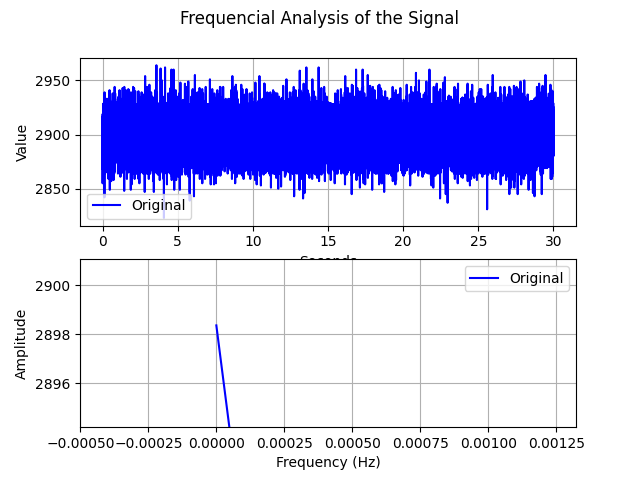 Frequencial Analysis of the Signal
2950
2900
2850
Value
Original
0 5 10 15 20 25 30
Seconds
2900
2898
2896
Amplitude
Original
−0.00050 −0.00025 0.00000 0.00025 0.00050 0.00075 0.00100 0.00125
Frequency (Hz)